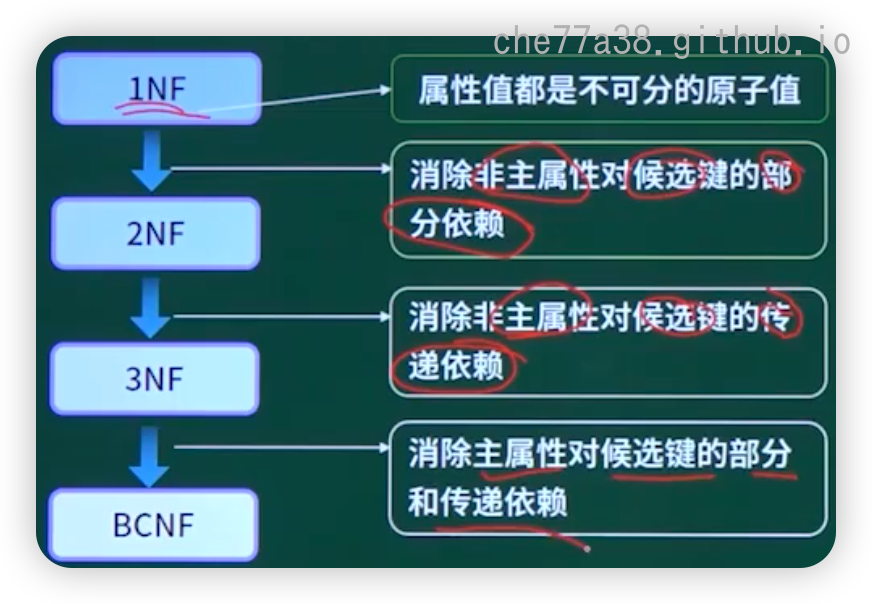 che77a38.github.io
1NF
属性值都是不可分的原子值
消除非主属性对候选键的部
分依赖
2NF
消除非主属性对候选键的传
递依赖
3NF
消除主属性对候选键的部分
和传递依赖
BCNF